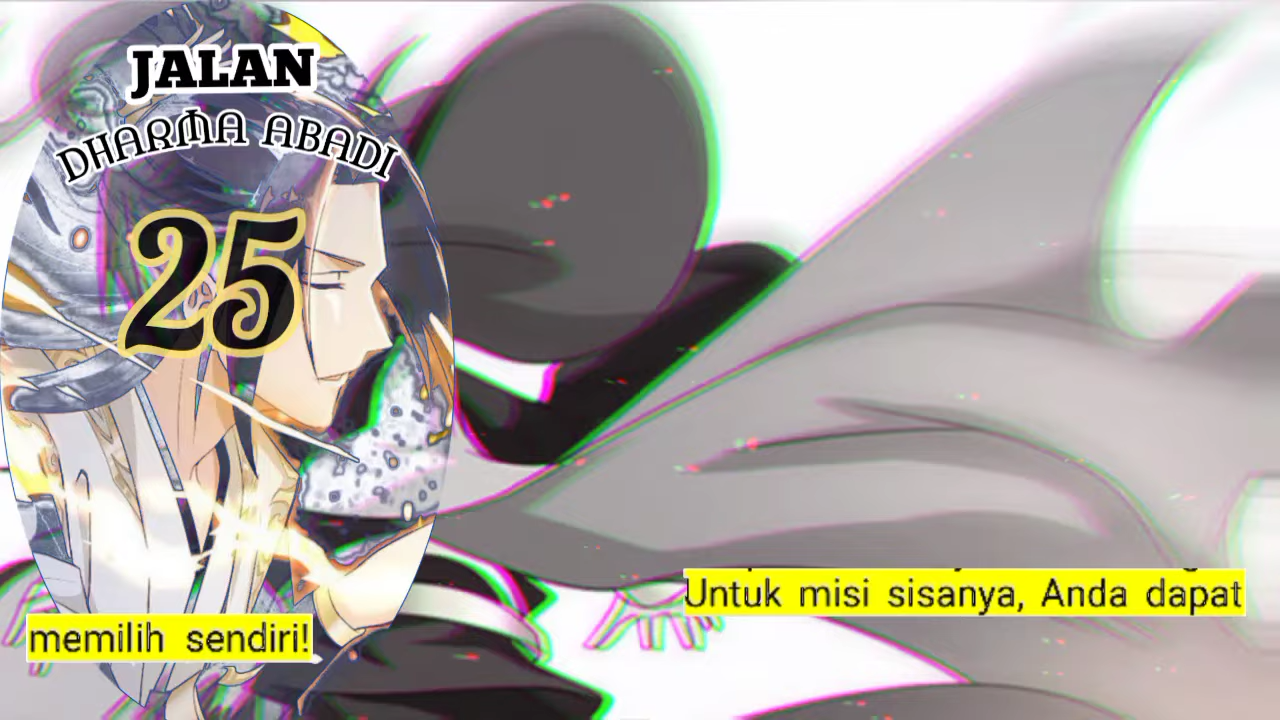 JALAN
DHARMA ABADI
25
Untuk misi sisanya, Anda dapat
memilih sendiri!